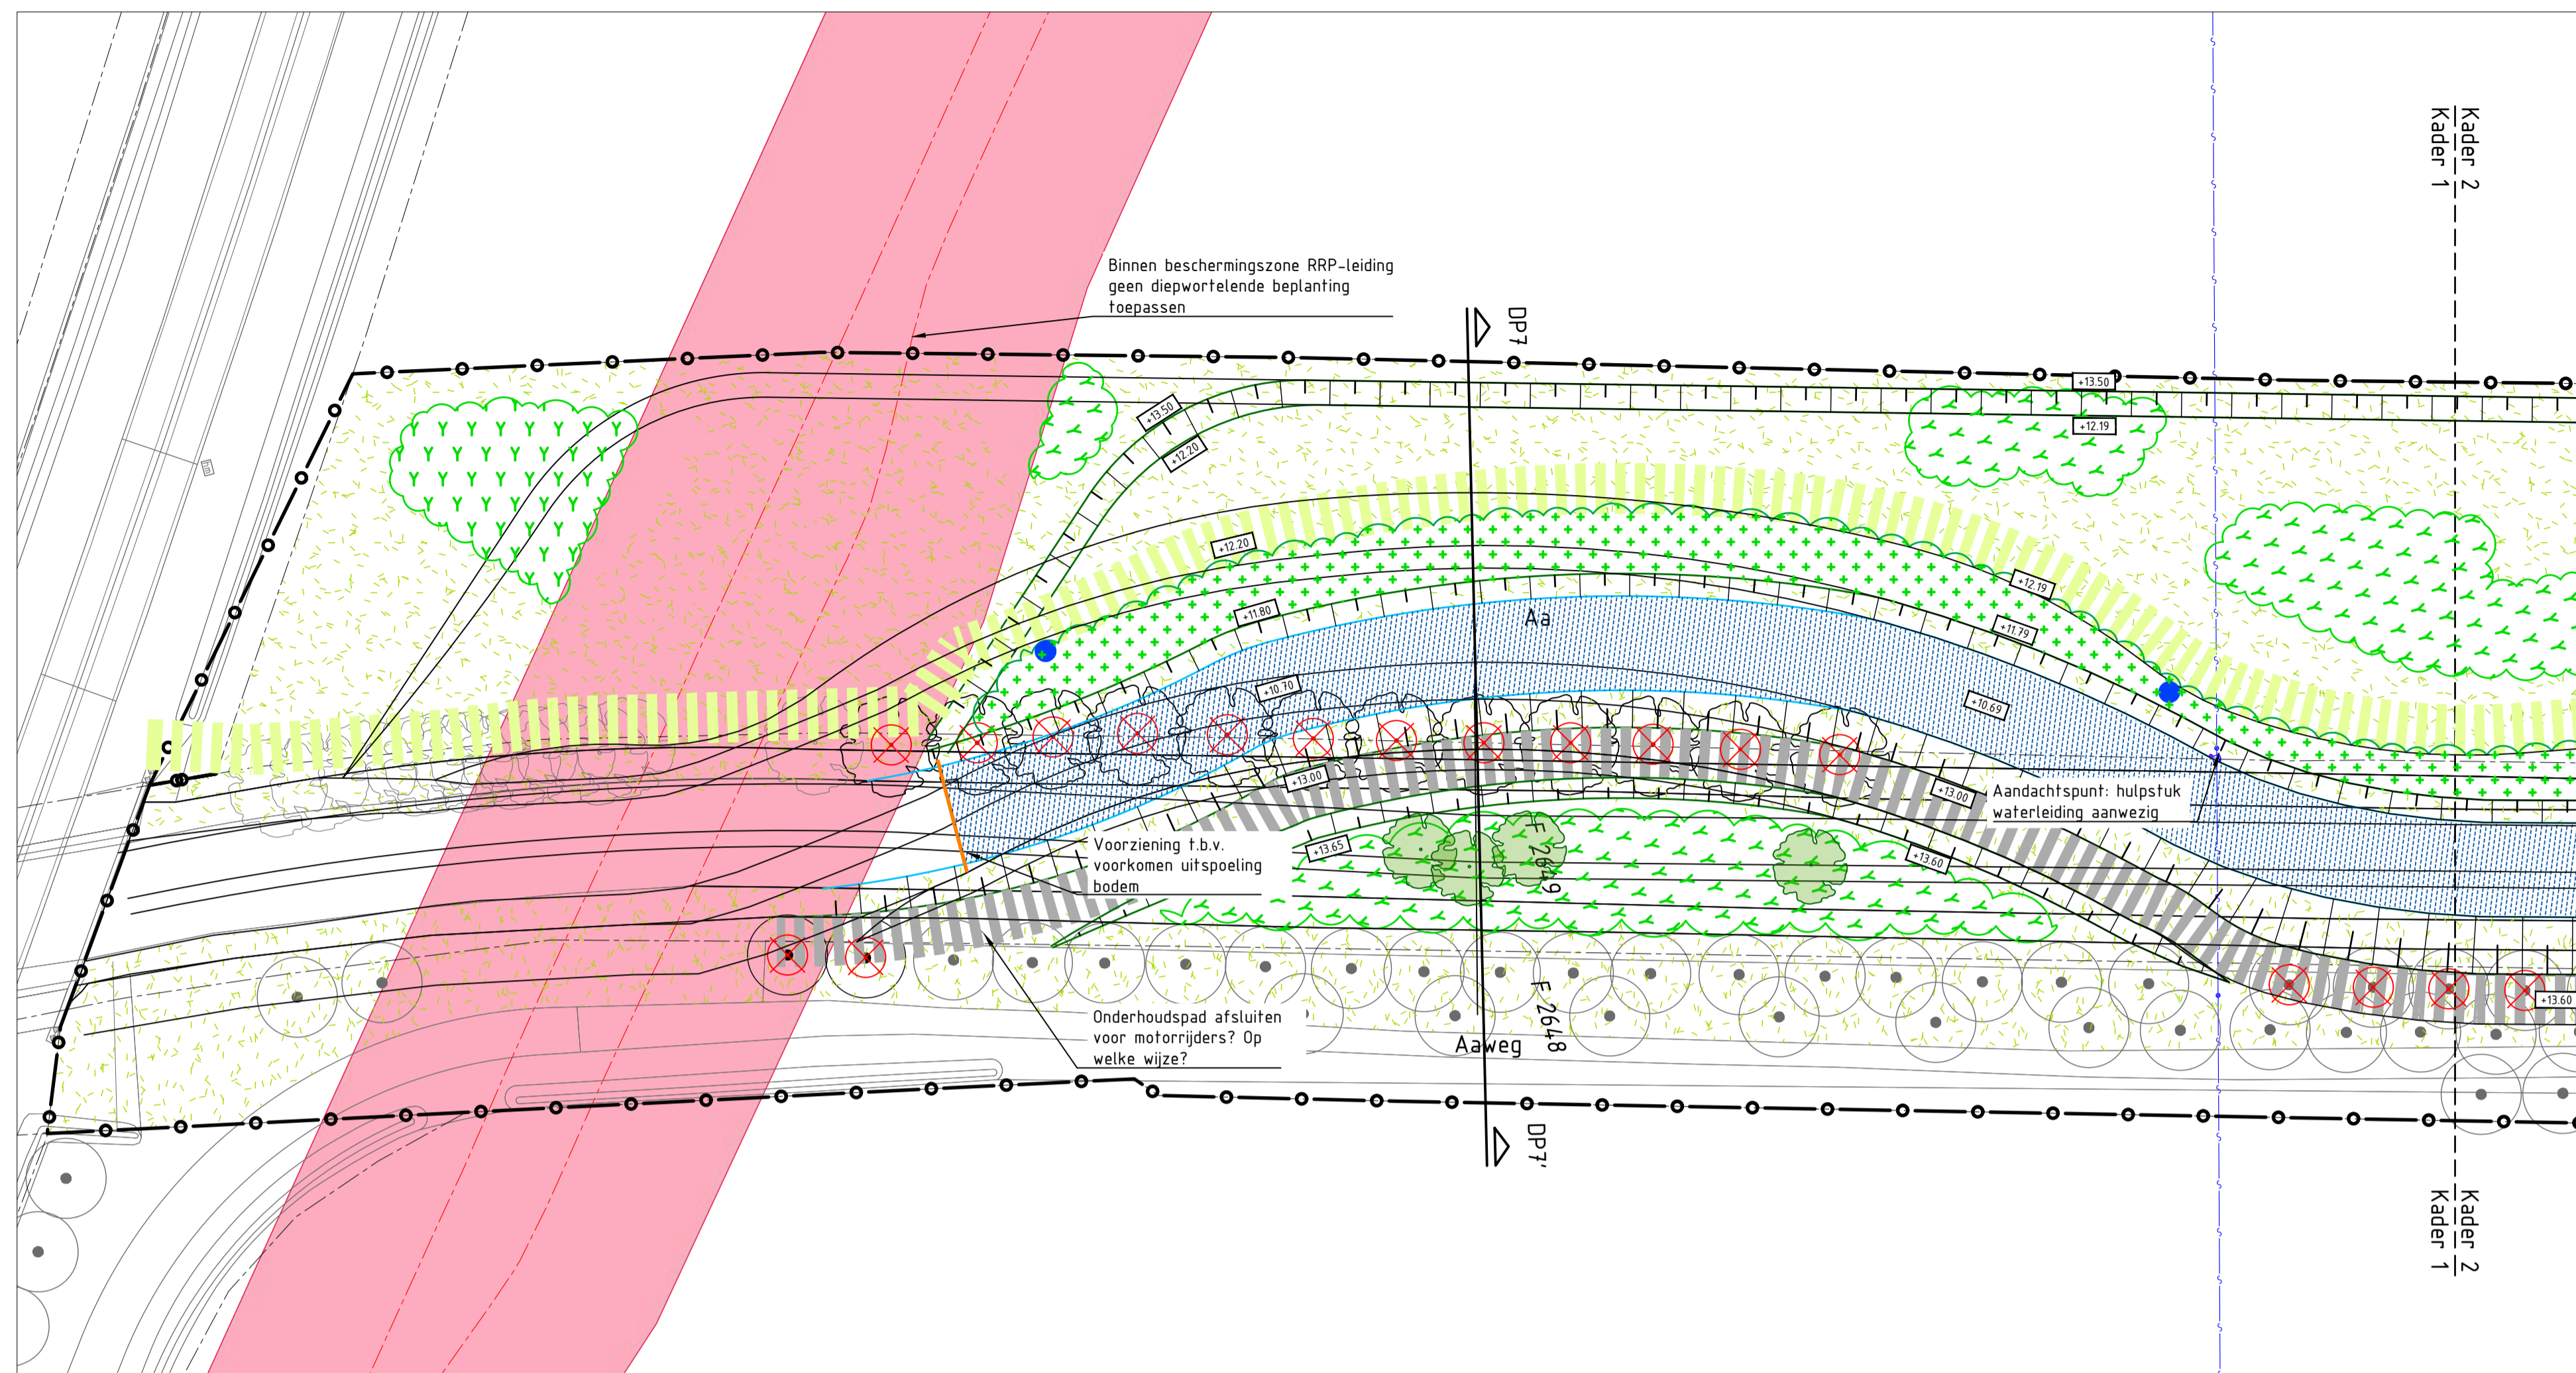 Kader 2
Kader 1
Binnen beschermingszone RRP-leiding
geen diepwortelende beplanting
toepassen
DP7
+13.50
+12.19
+13.50
+12.20
hm
+12.20
+12.19
+11.80
Aa
+11.79
+10.70
+10.69
+13.00
+13.00
Aandachtspunt: hulpstuk
waterleiding aanwezig
+13.65
+13.60
Voorziening t.b.v.
voorkomen uitspoeling
bodem
F 2649
F 2648
+13.60
Onderhoudspad afsluiten
voor motorrijders? Op
welke wijze?
Aaweg
DP7'
Kader 2
Kader 1